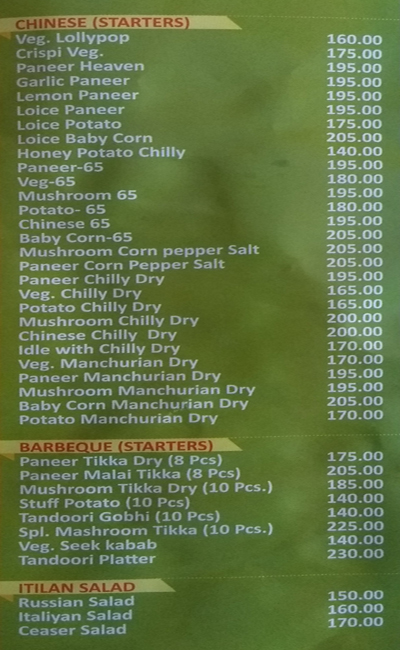 CHINESE (STARTERS)
Veg. Lollypop 160.00
Crispi Veg. 175.00
Paneer Heaven 195.00
Garlic Paneer 195.00
Lemon Paneer 195.00
Loice Paneer 195.00
Loice Potato 175.00
Loice Baby Corn 205.00
Honey Potato Chilly 140.00
Paneer-65 195.00
Veg-65 180.00
Mushroom 65 195.00
Potato- 65 180.00
Chinese 65 195.00
Baby Corn-65 205.00
Mushroom Corn pepper Salt 205.00
Paneer Corn Pepper Salt 205.00
Paneer Chilly Dry 195.00
Veg. Chilly Dry 165.00
Potato Chilly Dry 165.00
Mushroom Chilly Dry 200.00
Chinese Chilly Dry 200.00
Idle with Chilly Dry 170.00
Veg. Manchurian Dry 170.00
Paneer Manchurian Dry 195.00
Mushroom Manchurian Dry 195.00
Baby Corn Manchurian Dry 205.00
Potato Manchurian Dry 170.00
BARBEQUE (STARTERS)
Paneer Tikka Dry (8 Pcs) 175.00
Paneer Malai Tikka (8 Pcs) 205.00
Mushroom Tikka Dry (10 Pcs.) 185.00
Stuff Potato (10 Pcs) 140.00
Tandoori Gobhi (10 Pcs) 140.00
Spl. Mashroom Tikka (10 Pcs.) 225.00
Veg. Seek kabab 140.00
Tandoori Platter 230.00
ITILAN SALAD
Russian Salad 150.00
Italiyan Salad 160.00
Ceaser Salad 170.00